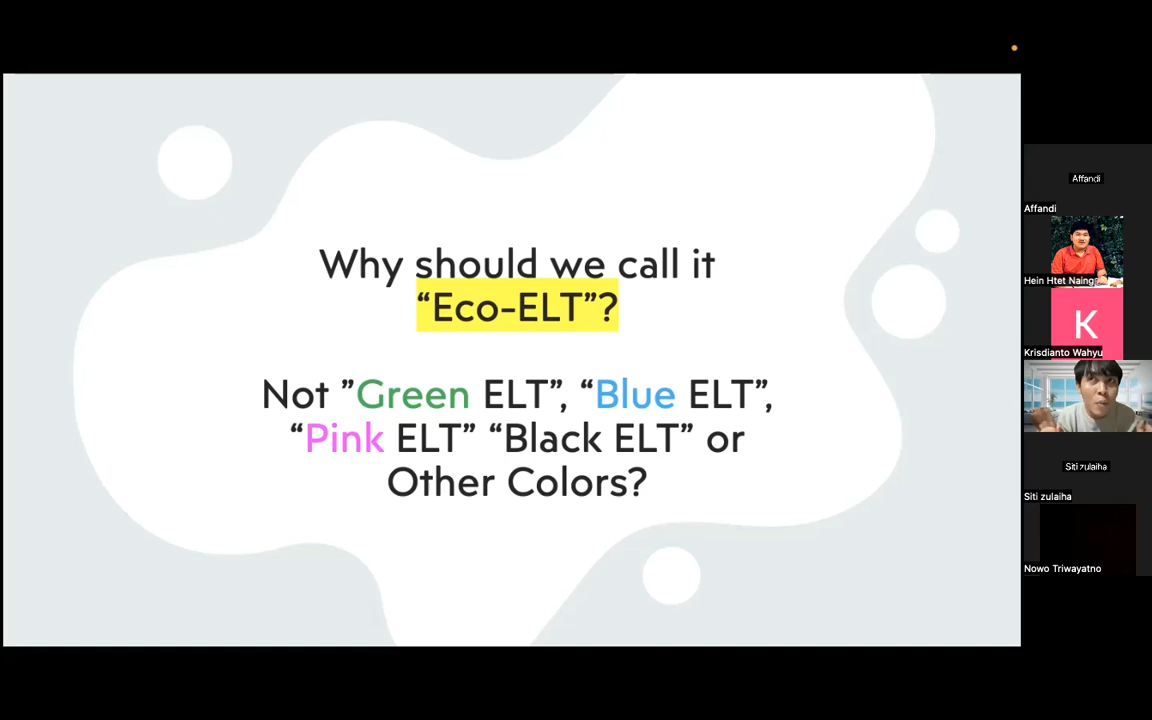 Why should we call it
“Eco-ELT”?
Not ”Green ELT”, “Blue ELT”,
“Pink ELT” “Black ELT” or
Other Colors?
Affandi
Affandi
Hein Htet Naing
K
Krisdianto Wahyu
Siti zulaiha
Siti zulaiha
Nowo Triwayatno